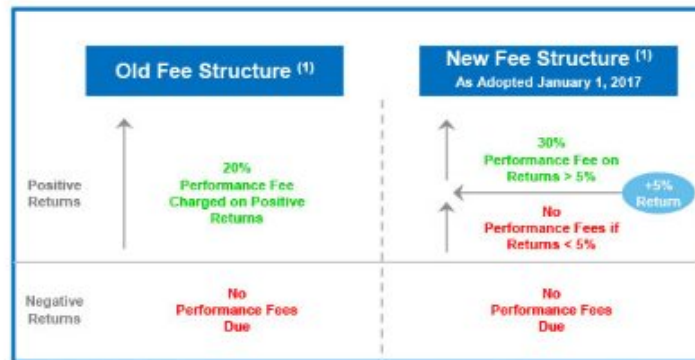 Old Fee Structure (1)
New Fee Structure (1)
As Adopted January 1, 2017
Positive
Returns
20%
Performance Fee
Charged on Positive
Returns
30%
Performance Fee on
Returns > 5%
+5%
Return
No
Performance Fees if
Returns < 5%
Negative
Returns
No
Performance Fees
Due
No
Performance Fees
Due